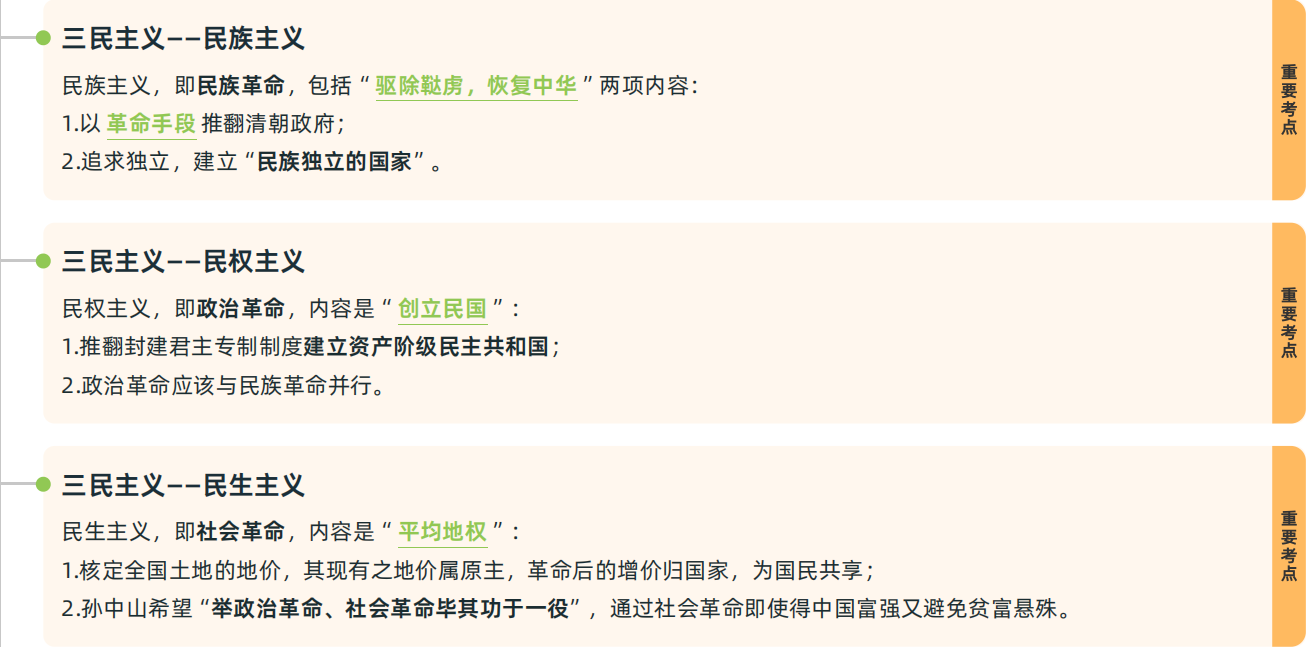 三民主义——民族主义
民族主义，即民族革命，包括“驱除鞑虏，恢复中华”两项内容：
1.以革命手段推翻清朝政府；
2.追求独立，建立“民族独立的国家”。
重要考点
三民主义——民权主义
民权主义，即政治革命，内容是“创立民国”：
1.推翻封建君主专制制度建立资产阶级民主共和国；
2.政治革命应该与民族革命并行。
重要考点
三民主义——民生主义
民生主义，即社会革命，内容是“平均地权”：
1.核定全国土地的地价，其现有之地价属原主，革命后的增价归国家，为国民共享；
2.孙中山希望“举政治革命、社会革命毕其功于一役”，通过社会革命即使得中国富强又避免贫富悬殊。
重要考点